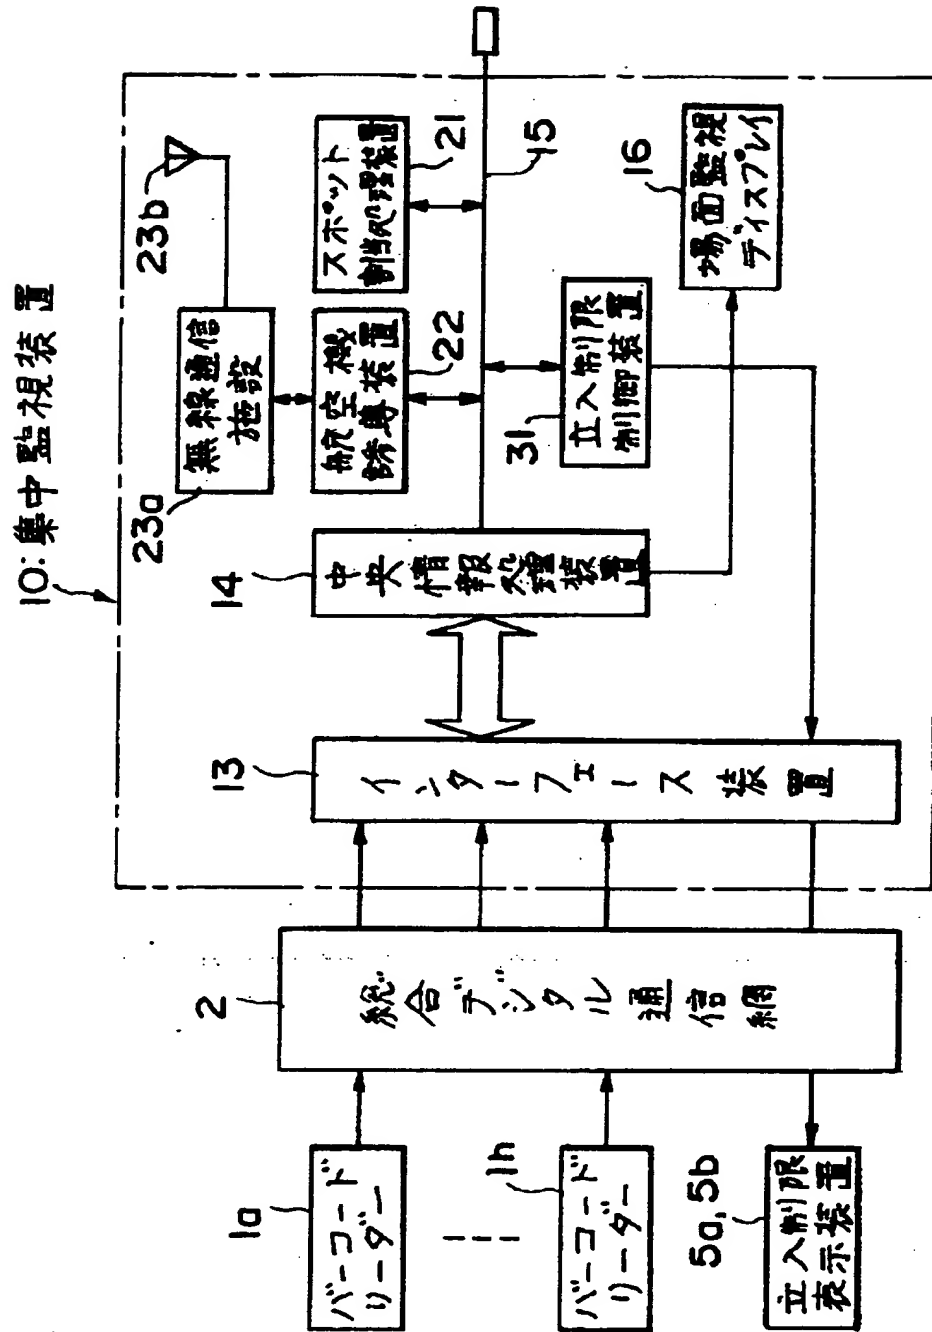 10:集中監視装置
23b
無線通信
施設
23a
スポット
割当処理装置
21
航空機
誘導装置
22
15
16
場面監視
ディスプレイ
31
立入制限
制御装置
14
中央情報処理装置
13
インターフェース装置
2
総合デジタル通信網
1a
バーコード
リーダー
1n
バーコード
リーダー
5a, 5b
立入制限
表示装置